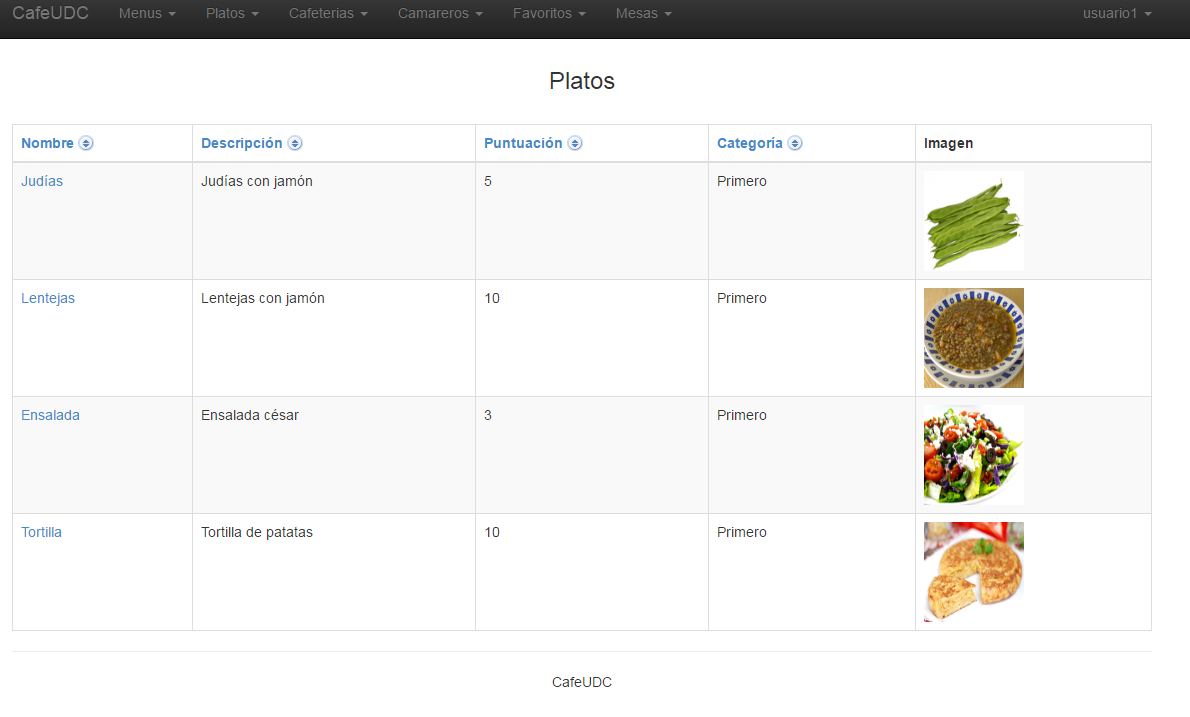 CafeUDC Menus Platos Cafeterias Camareros Favoritos Mesas usuario1
Platos
Nombre Descripción Puntuación Categoría Imagen
Judías Judías con jamón 5 Primero
Lentejas Lentejas con jamón 10 Primero
Ensalada Ensalada césar 3 Primero
Tortilla Tortilla de patatas 10 Primero
CafeUDC